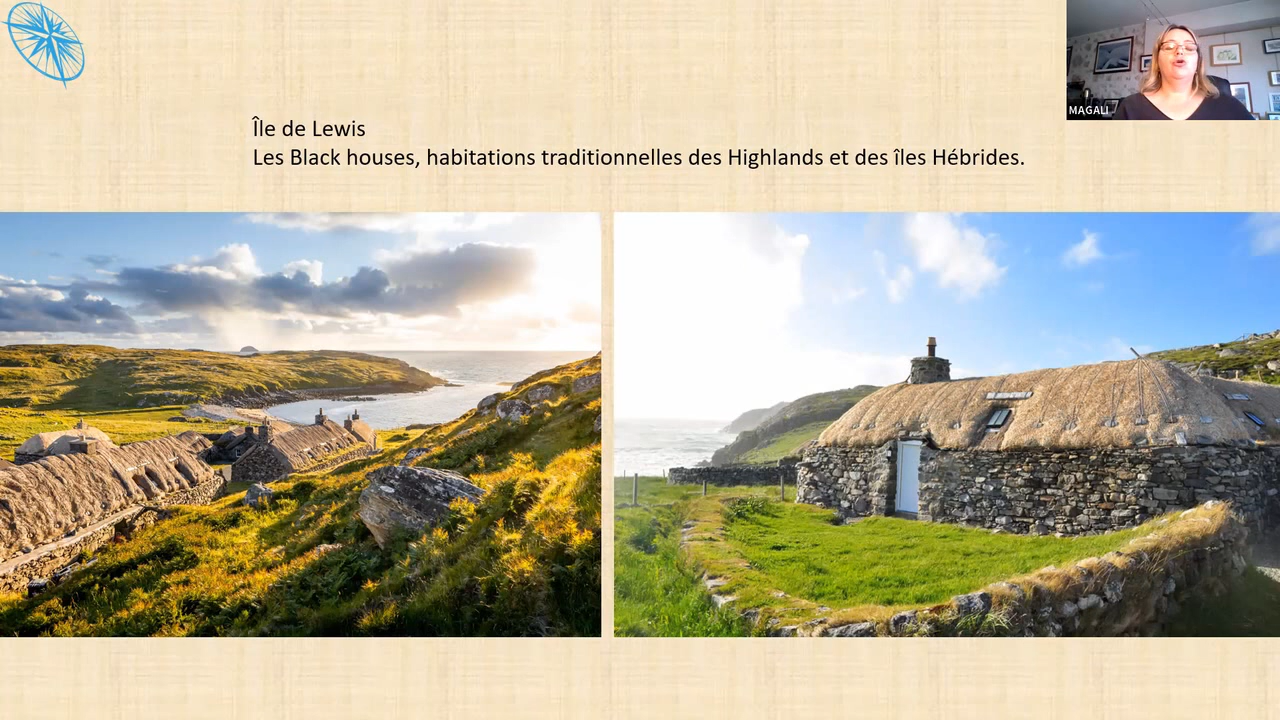 Île de Lewis
Les Black houses, habitations traditionnelles des Highlands et des îles Hébrides.
MAGALI